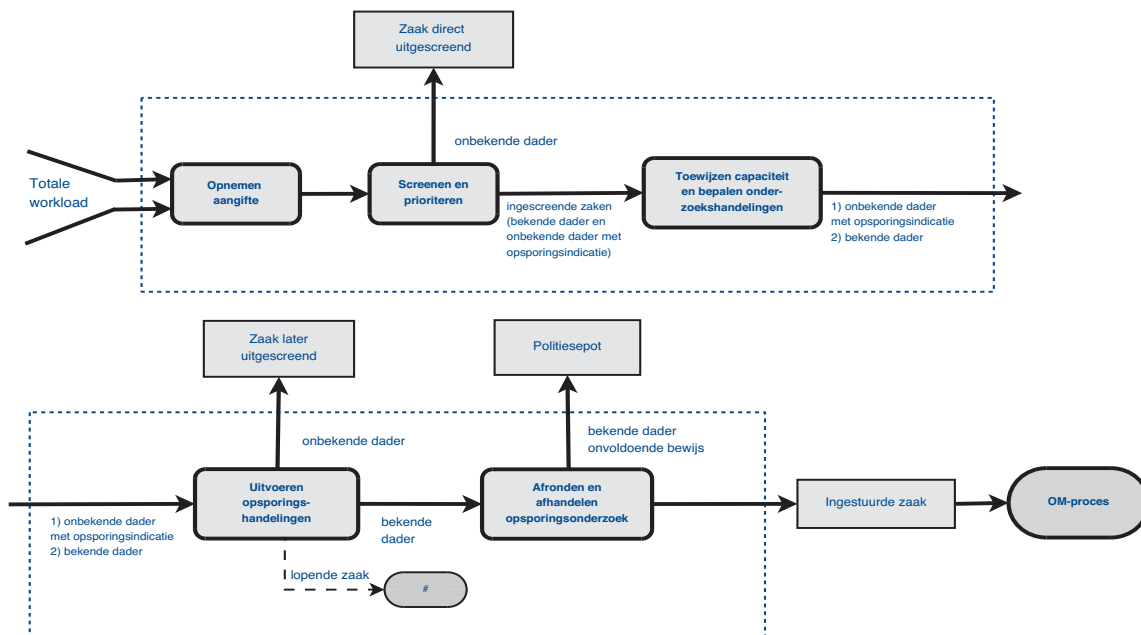 Zaak direct
uitgescreend
onbekende dader
Totale
workload
Opnemen
aangifte
Screenen en
prioriteren
ingescreende zaken
(bekende dader en
onbekende dader met
opsporingsindicatie)
Toewijzen capaciteit
en bepalen onder-
zoekshandelingen
1) onbekende dader
met opsporingsindicatie
2) bekende dader
Zaak later
uitgescreend
Politiesepot
onbekende dader
bekende dader
onvoldoende bewijs
1) onbekende dader
met opsporingsindicatie
2) bekende dader
Uitvoeren
opsporings-
handelingen
bekende
dader
Afronden en
afhandelen
opsporingsonderzoek
Ingestuurde zaak
OM-proces
lopende zaak
#